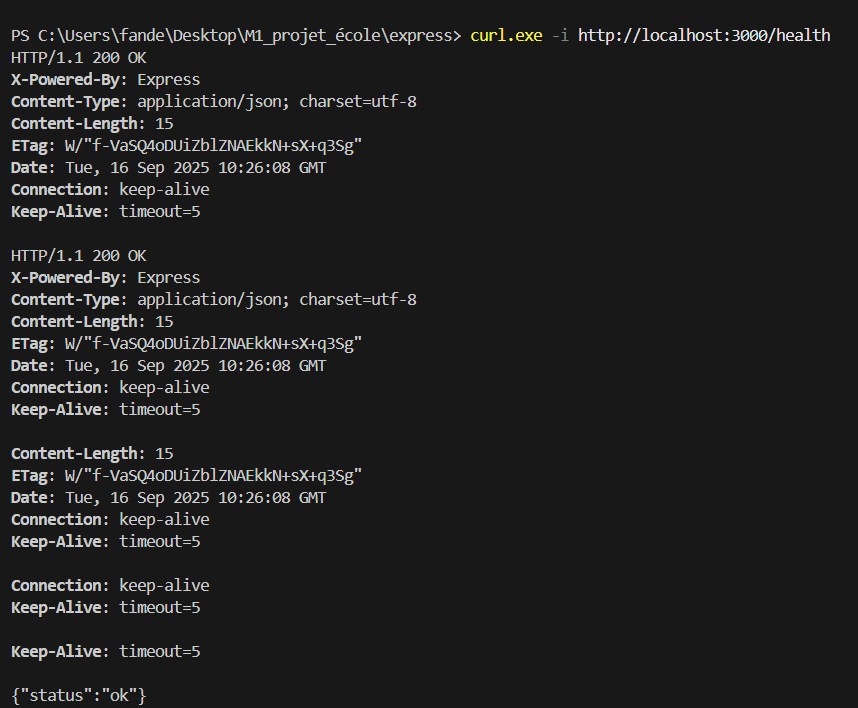 PS C:\Users\fande\Desktop\M1_projet_école\express> curl.exe -i http://localhost:3000/health
HTTP/1.1 200 OK
X-Powered-By: Express
Content-Type: application/json; charset=utf-8
Content-Length: 15
ETag: W/"f-VaSQ4oDUiZblZNAEkkN+sX+q3Sg"
Date: Tue, 16 Sep 2025 10:26:08 GMT
Connection: keep-alive
Keep-Alive: timeout=5

HTTP/1.1 200 OK
X-Powered-By: Express
Content-Type: application/json; charset=utf-8
Content-Length: 15
ETag: W/"f-VaSQ4oDUiZblZNAEkkN+sX+q3Sg"
Date: Tue, 16 Sep 2025 10:26:08 GMT
Connection: keep-alive
Keep-Alive: timeout=5

Content-Length: 15
ETag: W/"f-VaSQ4oDUiZblZNAEkkN+sX+q3Sg"
Date: Tue, 16 Sep 2025 10:26:08 GMT
Connection: keep-alive
Keep-Alive: timeout=5

Connection: keep-alive
Keep-Alive: timeout=5

Keep-Alive: timeout=5

{"status":"ok"}